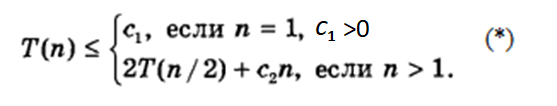 T(n) ≤ { c₁, если n = 1, C₁ >0
2T(n / 2) + c₂n, если n > 1. (*)